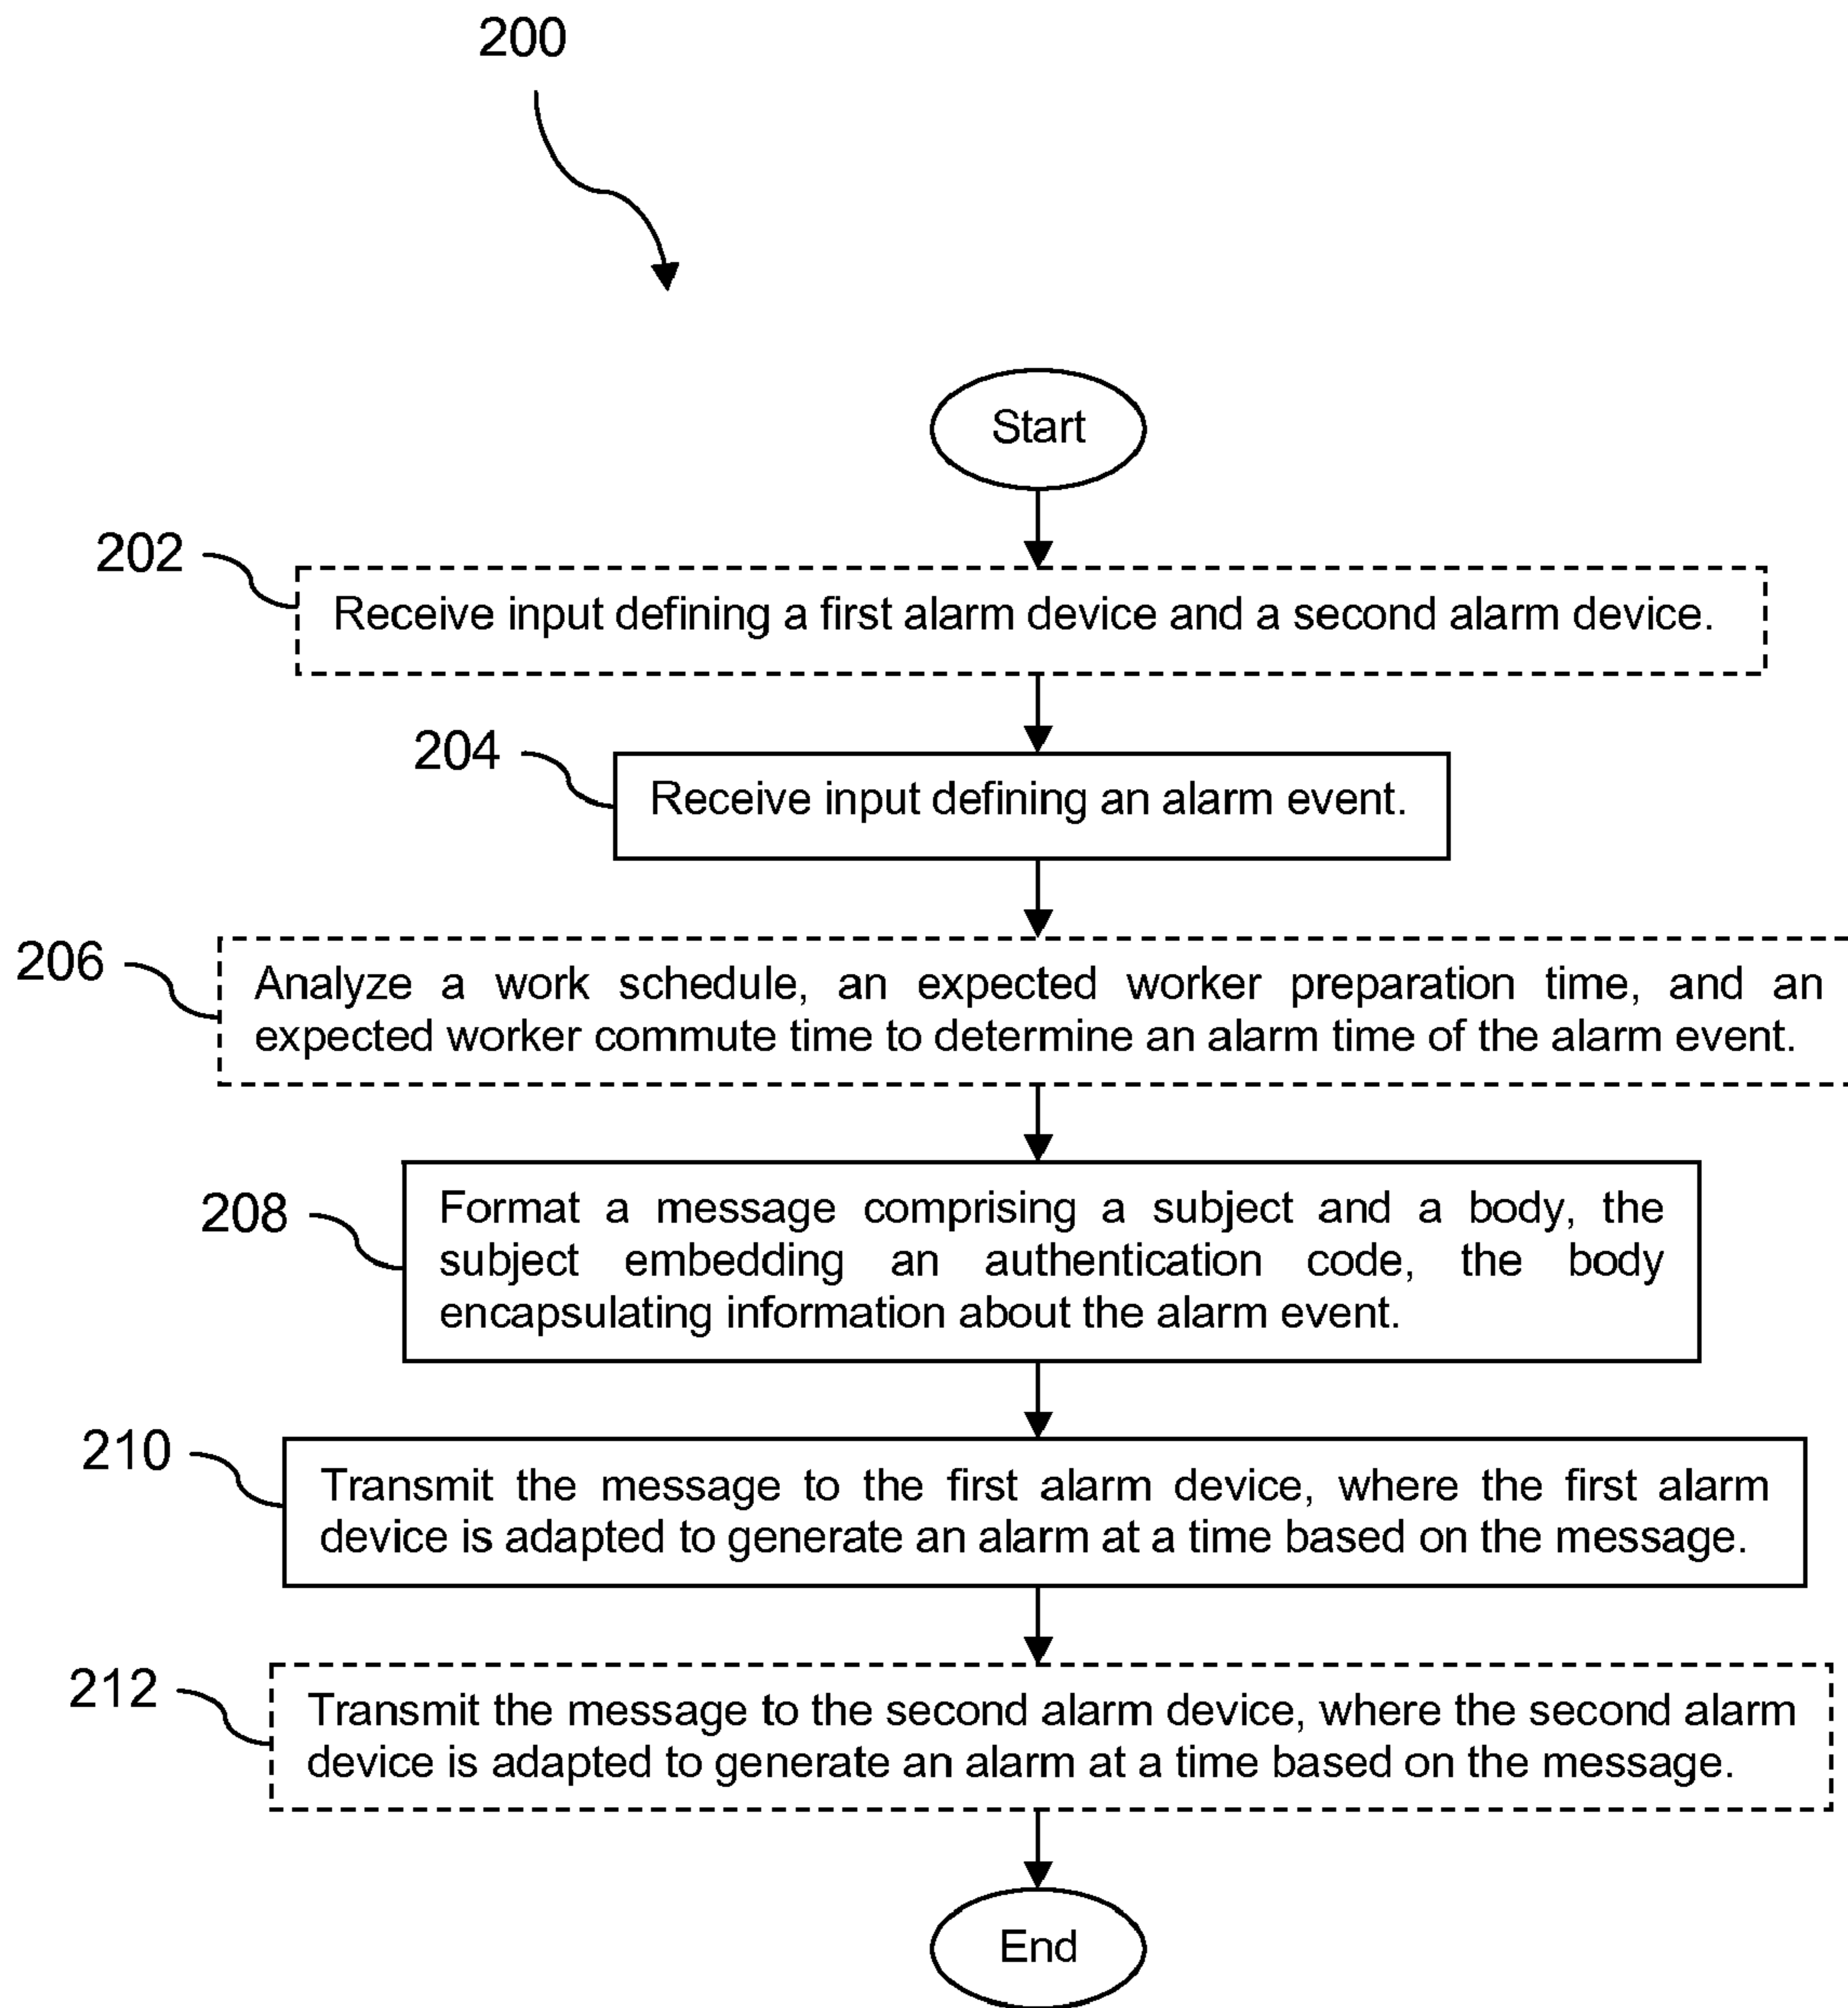 200
Start
202
Receive input defining a first alarm device and a second alarm device.
204
Receive input defining an alarm event.
206
Analyze a work schedule, an expected worker preparation time, and an
expected worker commute time to determine an alarm time of the alarm event.
208
Format a message comprising a subject and a body, the
subject embedding an authentication code, the body
encapsulating information about the alarm event.
210
Transmit the message to the first alarm device, where the first alarm
device is adapted to generate an alarm at a time based on the message.
212
Transmit the message to the second alarm device, where the second alarm
device is adapted to generate an alarm at a time based on the message.
End